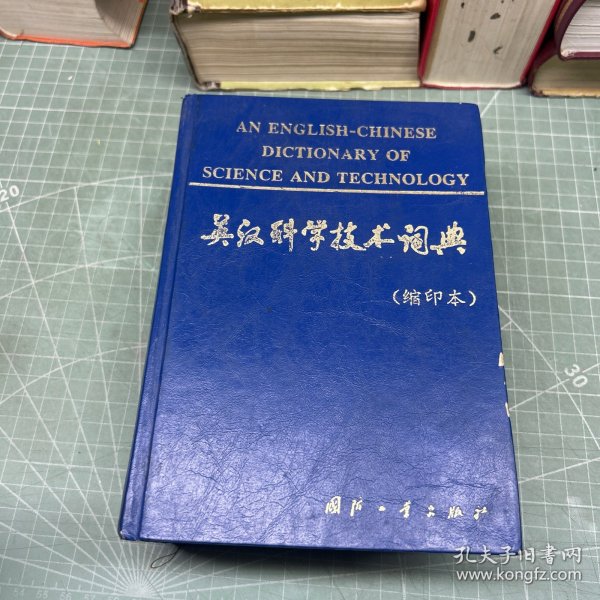 AN ENGLISH-CHINESE
DICTIONARY OF
SCIENCE AND TECHNOLOGY
英汉科学技术词典
(缩印本)
国防工业出版社
20
30
孔夫子旧书网
www.kongfz.com